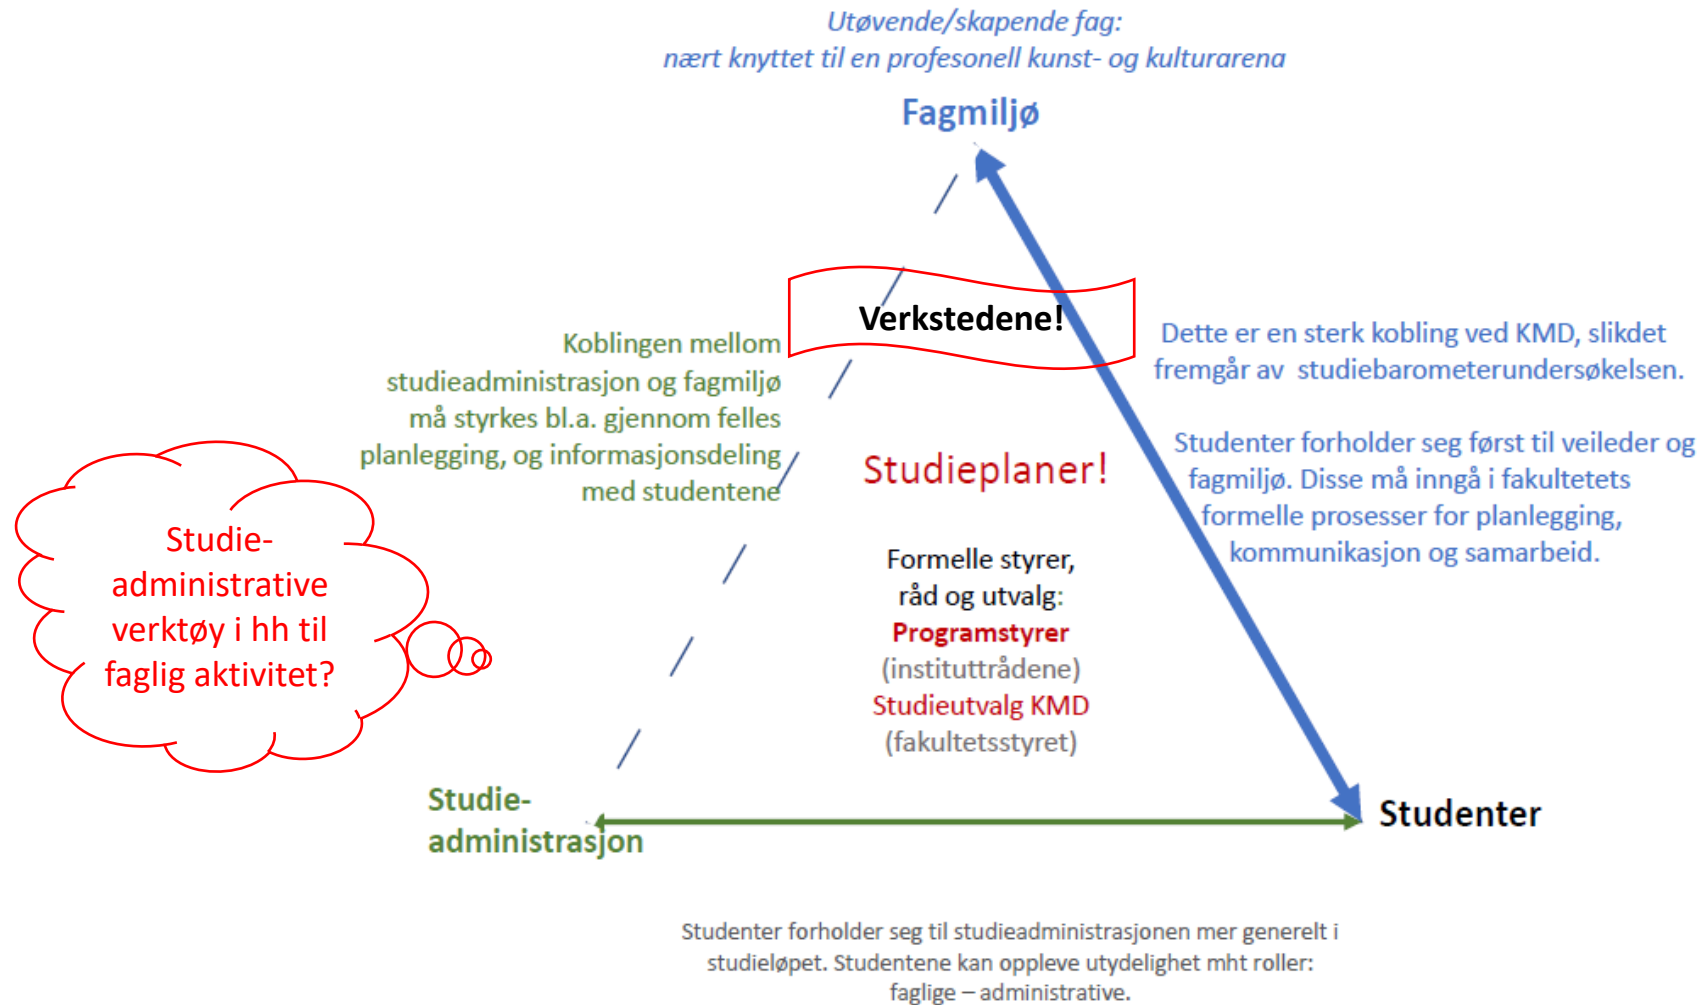 Utøvende/skapende fag:
nært knyttet til en profesonell kunst- og kulturarena
Fagmiljø
Verkstedene!
Koblingen mellom
studieadministrasjon og fagmiljø
må styrkes bl.a. gjennom felles
planlegging, og informasjonsdeling
med studentene
Dette er en sterk kobling ved KMD, slikdet
fremgår av  studiebarometerundersøkelsen.
Studenter forholder seg først til veileder og
fagmiljø. Disse må inngå i fakultetets
formelle prosesser for planlegging,
kommunikasjon og samarbeid.
Studie-
administrative
verktøy i hh til
faglig aktivitet?
Studieplaner!
Formelle styrer,
råd og utvalg:
Programstyrer
(instituttrådene)
Studieutvalg KMD
(fakultetsstyret)
Studie-
administrasjon
Studenter
Studenter forholder seg til studieadministrasjonen mer generelt i
studieløpet. Studentene kan oppleve utydelighet mht roller:
faglige – administrative.